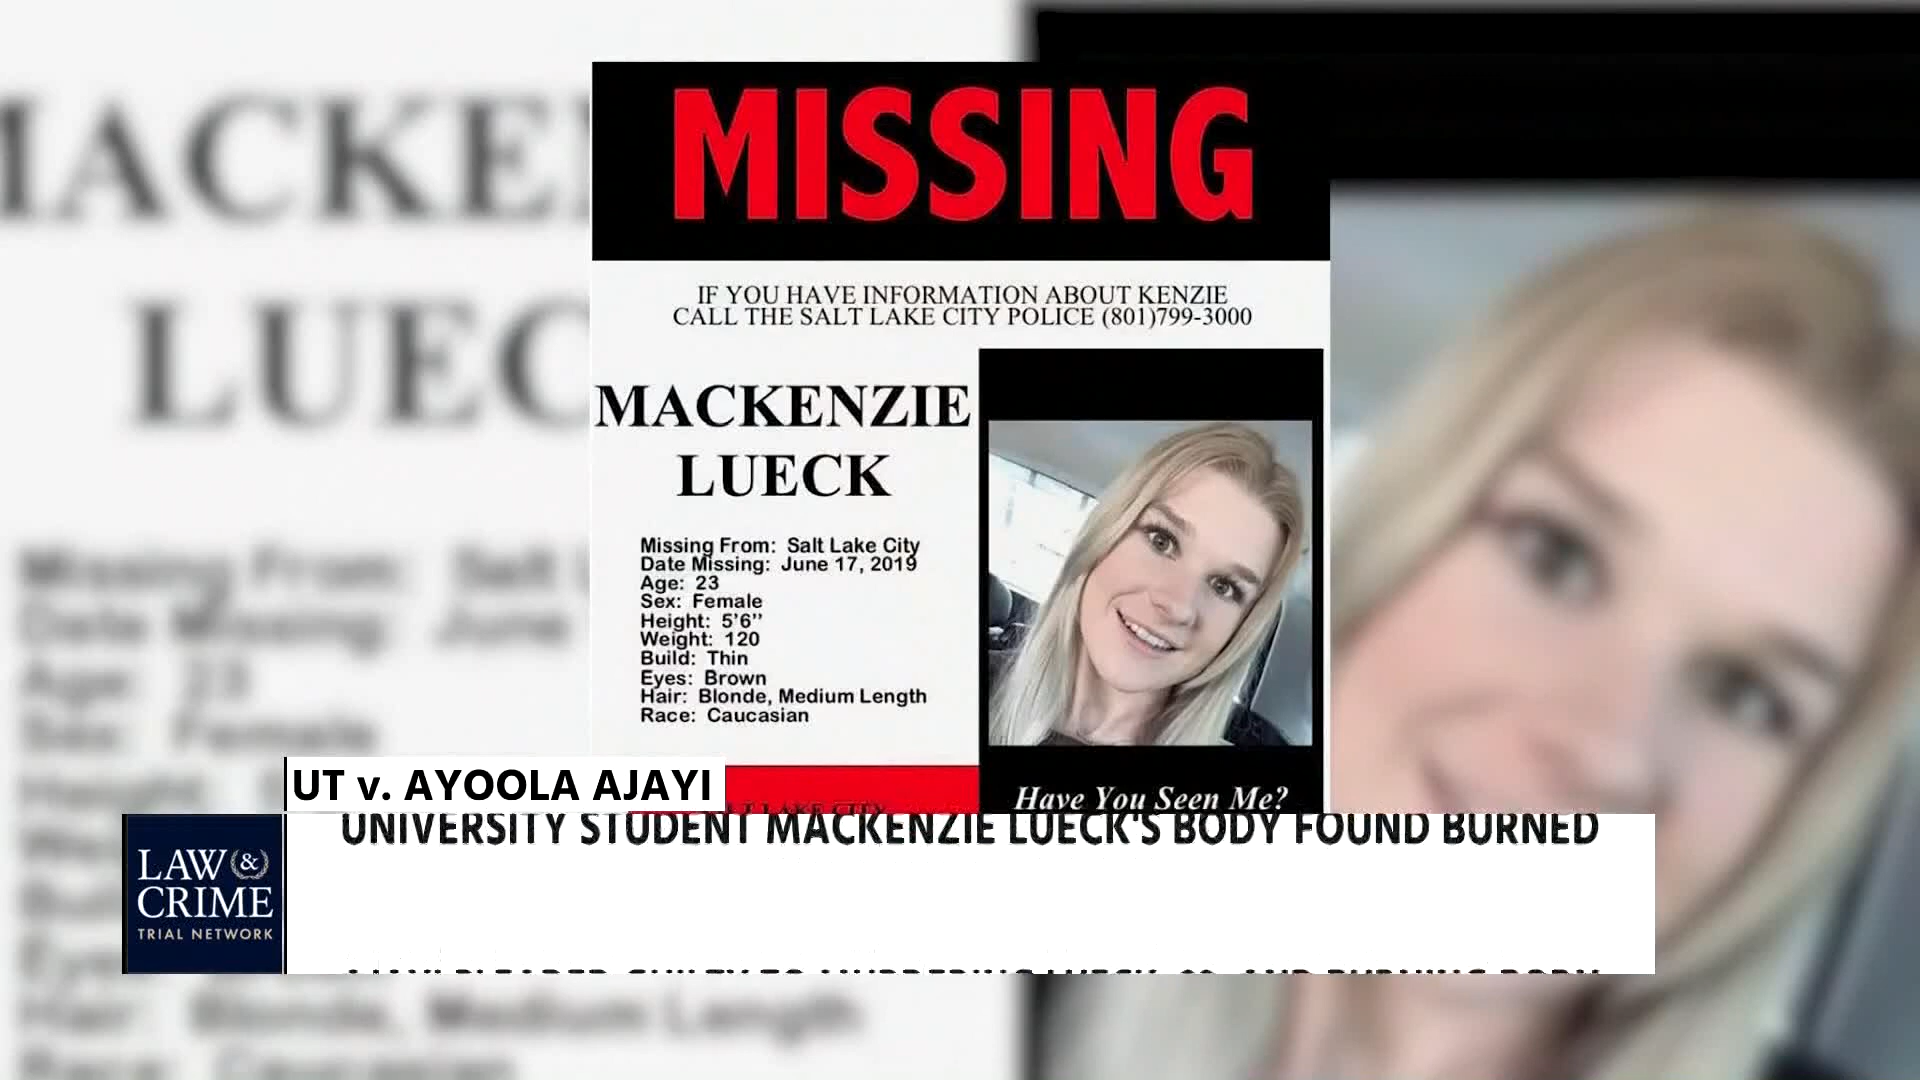 MISSING
IF YOU HAVE INFORMATION ABOUT KENZIE
CALL THE SALT LAKE CITY POLICE (801)799-3000
MACKENZIE
LUECK
Missing From: Salt Lake City
Date Missing: June 17, 2019
Age: 23
Sex: Female
Height: 5’6”
Weight: 120
Build: Thin
Eyes: Brown
Hair: Blonde, Medium Length
Race: Caucasian
Have You Seen Me?
UT v. AYOOLA AJAYI
UNIVERSITY STUDENT MACKENZIE LUECK'S BODY FOUND BURNED
LAW &
CRIME
TRIAL NETWORK